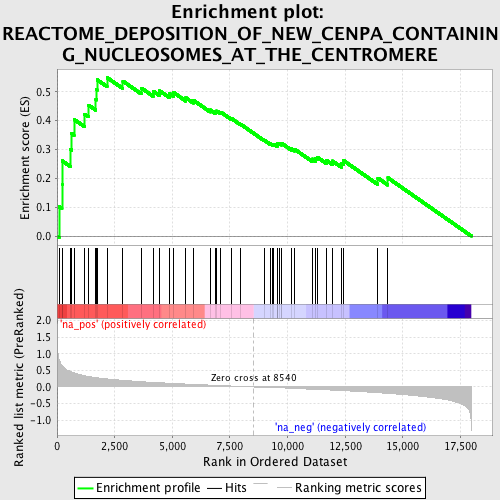 Enrichment plot:
REACTOME_DEPOSITION_OF_NEW_CENPA_CONTAININ
G_NUCLEOSOMES_AT_THE_CENTROMERE
Enrichment score (ES)
0.5
0.4
0.3
0.2
0.1
0.0
'na_pos' (positively correlated)
Ranked list metric (PreRanked)
2.0
1.5
1.0
0.5
0.0
-0.5
-1.0
Zero cross at 8540
'na_neg' (negatively correlated)
0 2,500 5,000 7,500 10,000 12,500 15,000 17,500
Rank in Ordered Dataset
Enrichment profile Hits Ranking metric scores